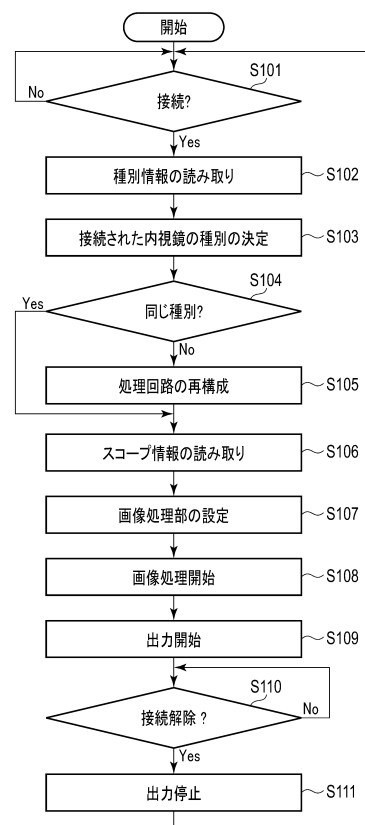 開始
S101
接続?
No
Yes
種別情報の読み取り
S102
接続された内視鏡の種別の決定
S103
S104
同じ種別?
Yes
No
処理回路の再構成
S105
スコープ情報の読み取り
S106
画像処理部の設定
S107
画像処理開始
S108
出力開始
S109
S110
接続解除 ?
No
Yes
出力停止
S111